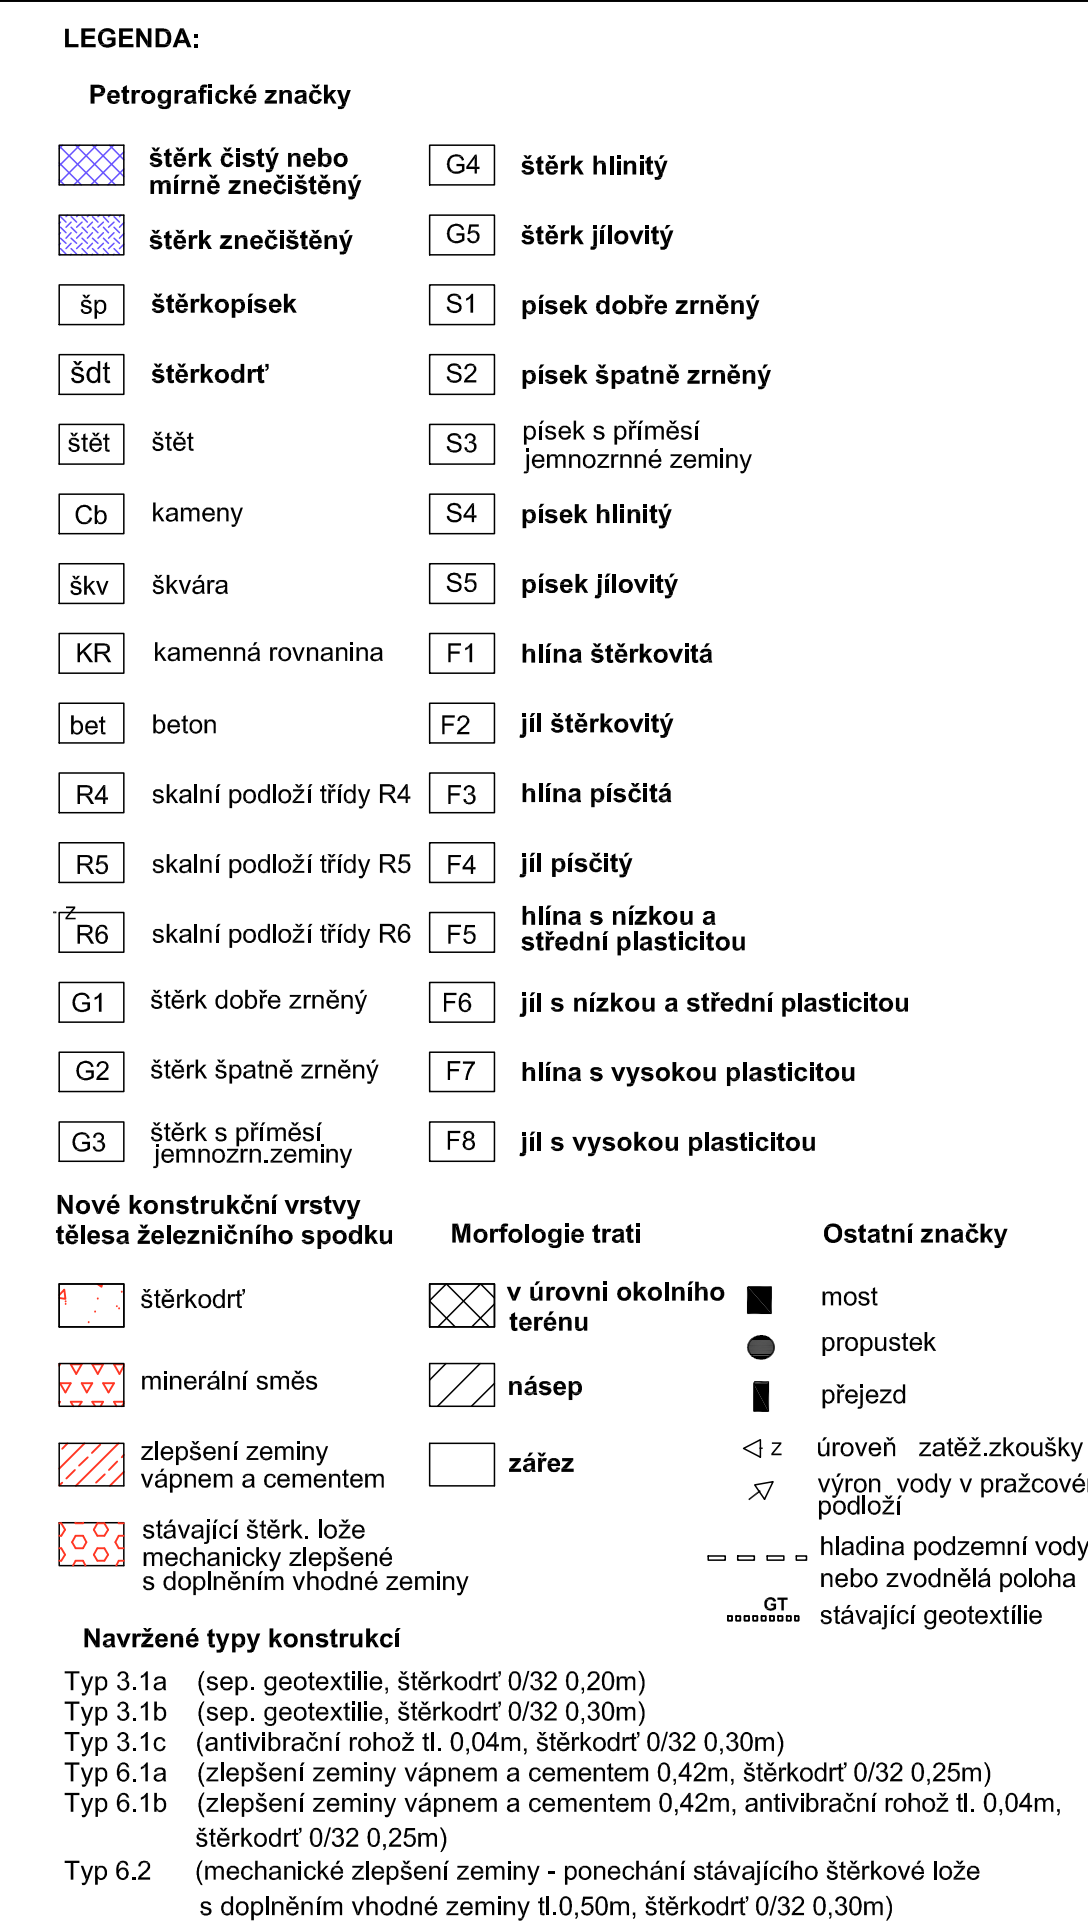 LEGENDA:
Petrografické značky
štěrk čistý nebo
mírně znečištěný
štěrk znečištěný
šp štěrkopísek
šdt štěrkodrť
štět štět
Cb kameny
škv škvára
KR kamenná rovnanina
bet beton
R4 skalní podloží třídy R4
R5 skalní podloží třídy R5
z
R6 skalní podloží třídy R6
G1 štěrk dobře zrněný
G2 štěrk špatně zrněný
G3 štěrk s příměsí
jemnozrn.zeminy
G4 štěrk hlinitý
G5 štěrk jílovitý
S1 písek dobře zrněný
S2 písek špatně zrněný
S3 písek s příměsí
jemnozrnné zeminy
S4 písek hlinitý
S5 písek jílovitý
F1 hlína štěrkovitá
F2 jíl štěrkovitý
F3 hlína písčitá
F4 jíl písčitý
F5 hlína s nízkou a
střední plasticitou
F6 jíl s nízkou a střední plasticitou
F7 hlína s vysokou plasticitou
F8 jíl s vysokou plasticitou
Nové konstrukční vrstvy
tělesa železničního spodku
štěrkodrť
minerální směs
zlepšení zeminy
vápnem a cementem
stávající štěrk. lože
mechanicky zlepšené
s doplněním vhodné zeminy
Morfologie trati
v úrovni okolního
terénu
násep
zářez
Ostatní značky
most
propustek
přejezd
z úroveň zatěž.zkoušky
výron vody v pražcové
podloží
hladina podzemní vody
nebo zvodnělá poloha
GT stávající geotextílie
Navržené typy konstrukcí
Typ 3.1a (sep. geotextilie, štěrkodrť 0/32 0,20m)
Typ 3.1b (sep. geotextilie, štěrkodrť 0/32 0,30m)
Typ 3.1c (antivibrační rohož tl. 0,04m, štěrkodrť 0/32 0,30m)
Typ 6.1a (zlepšení zeminy vápnem a cementem 0,42m, štěrkodrť 0/32 0,25m)
Typ 6.1b (zlepšení zeminy vápnem a cementem 0,42m, antivibrační rohož tl. 0,04m,
štěrkodrť 0/32 0,25m)
Typ 6.2 (mechanické zlepšení zeminy - ponechání stávajícího štěrkové lože
s doplněním vhodné zeminy tl.0,50m, štěrkodrť 0/32 0,30m)